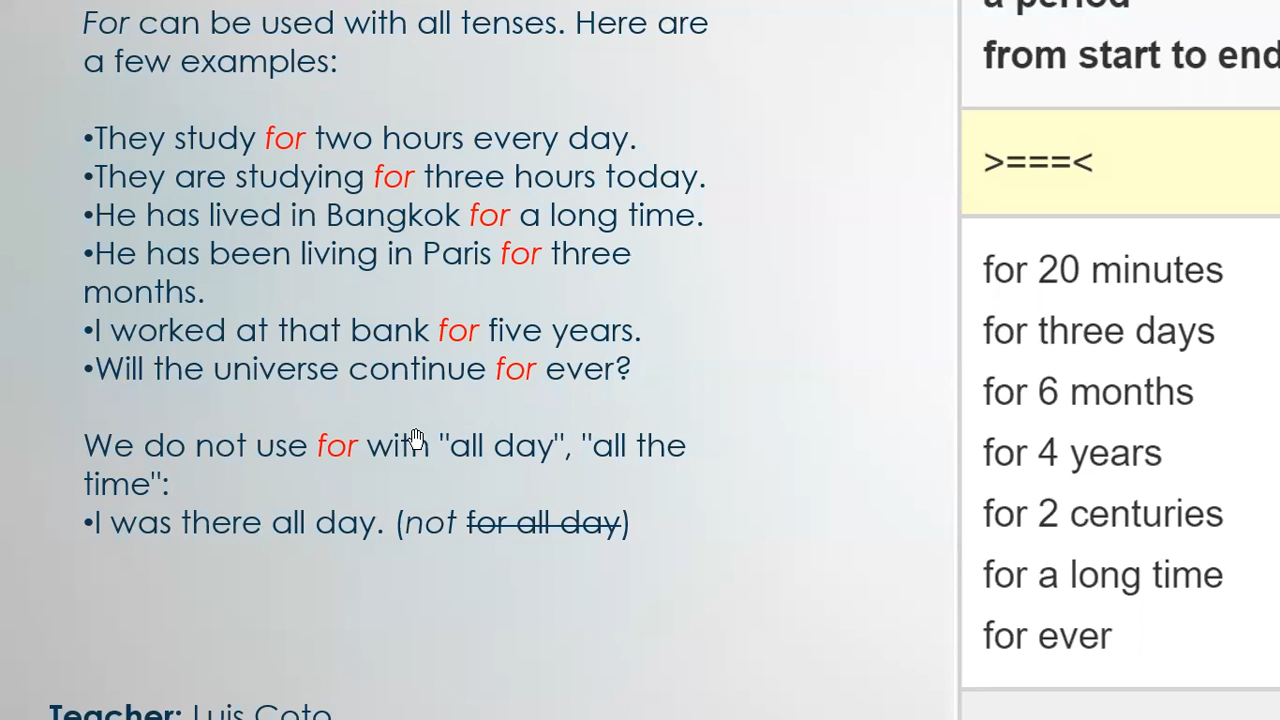 For can be used with all tenses. Here are
a few examples:
•They study for two hours every day.
•They are studying for three hours today.
•He has lived in Bangkok for a long time.
•He has been living in Paris for three
months.
•I worked at that bank for five years.
•Will the universe continue for ever?
We do not use for with "all day", "all the
time":
•I was there all day. (not for all day)
Teacher: Luis Coto
a period
from start to end
>===<
for 20 minutes
for three days
for 6 months
for 4 years
for 2 centuries
for a long time
for ever